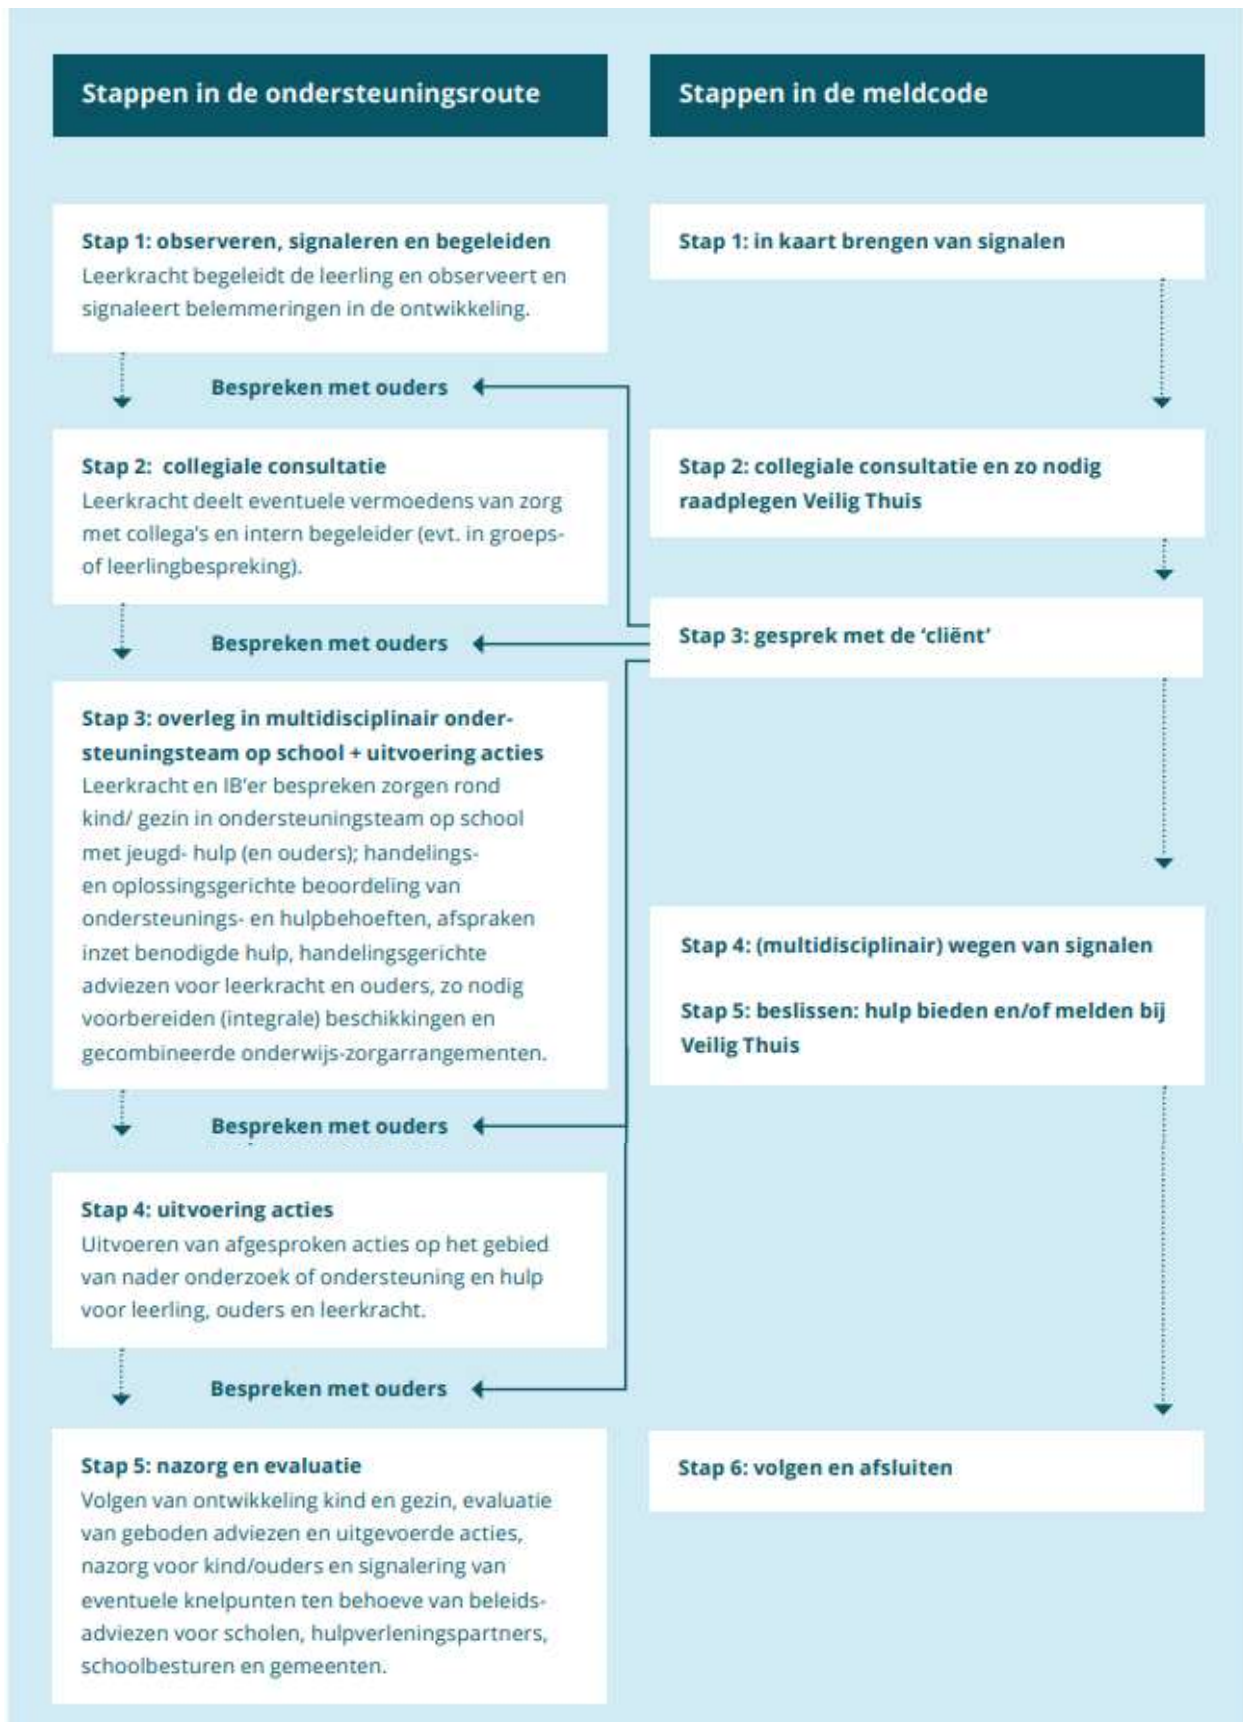 Stappen in de ondersteuningsroute
Stappen in de meldcode
Stap 1: observeren, signaleren en begeleiden
Leerkracht begeleidt de leerling en observeert en
signaleert belemmeringen in de ontwikkeling.
Stap 1: in kaart brengen van signalen
Bespreken met ouders
Stap 2: collegiale consultatie
Leerkracht deelt eventuele vermoedens van zorg
met collega's en intern begeleider (evt. in groeps-
of leerlingbespreking).
Stap 2: collegiale consultatie en zo nodig
raadplegen Veilig Thuis
Bespreken met ouders
Stap 3: gesprek met de ‘cliënt’
Stap 3: overleg in multidisciplinair onder-
steuningsteam op school + uitvoering acties
Leerkracht en IB'er bespreken zorgen rond
kind/ gezin in ondersteuningsteam op school
met jeugd- hulp (en ouders); handelings-
en oplossingsgerichte beoordeling van
ondersteunings- en hulpbehoeften, afspraken
inzet benodigde hulp, handelingsgerichte
adviezen voor leerkracht en ouders, zo nodig
voorbereiden (integrale) beschikkingen en
gecombineerde onderwijs-zorgarrangementen.
Stap 4: (multidisciplinair) wegen van signalen
Stap 5: beslissen: hulp bieden en/of melden bij
Veilig Thuis
Bespreken met ouders
Stap 4: uitvoering acties
Uitvoeren van afgesproken acties op het gebied
van nader onderzoek of ondersteuning en hulp
voor leerling, ouders en leerkracht.
Bespreken met ouders
Stap 5: nazorg en evaluatie
Volgen van ontwikkeling kind en gezin, evaluatie
van geboden adviezen en uitgevoerde acties,
nazorg voor kind/ouders en signalering van
eventuele knelpunten ten behoeve van beleids-
adviezen voor scholen, hulpverleningspartners,
schoolbesturen en gemeenten.
Stap 6: volgen en afsluiten